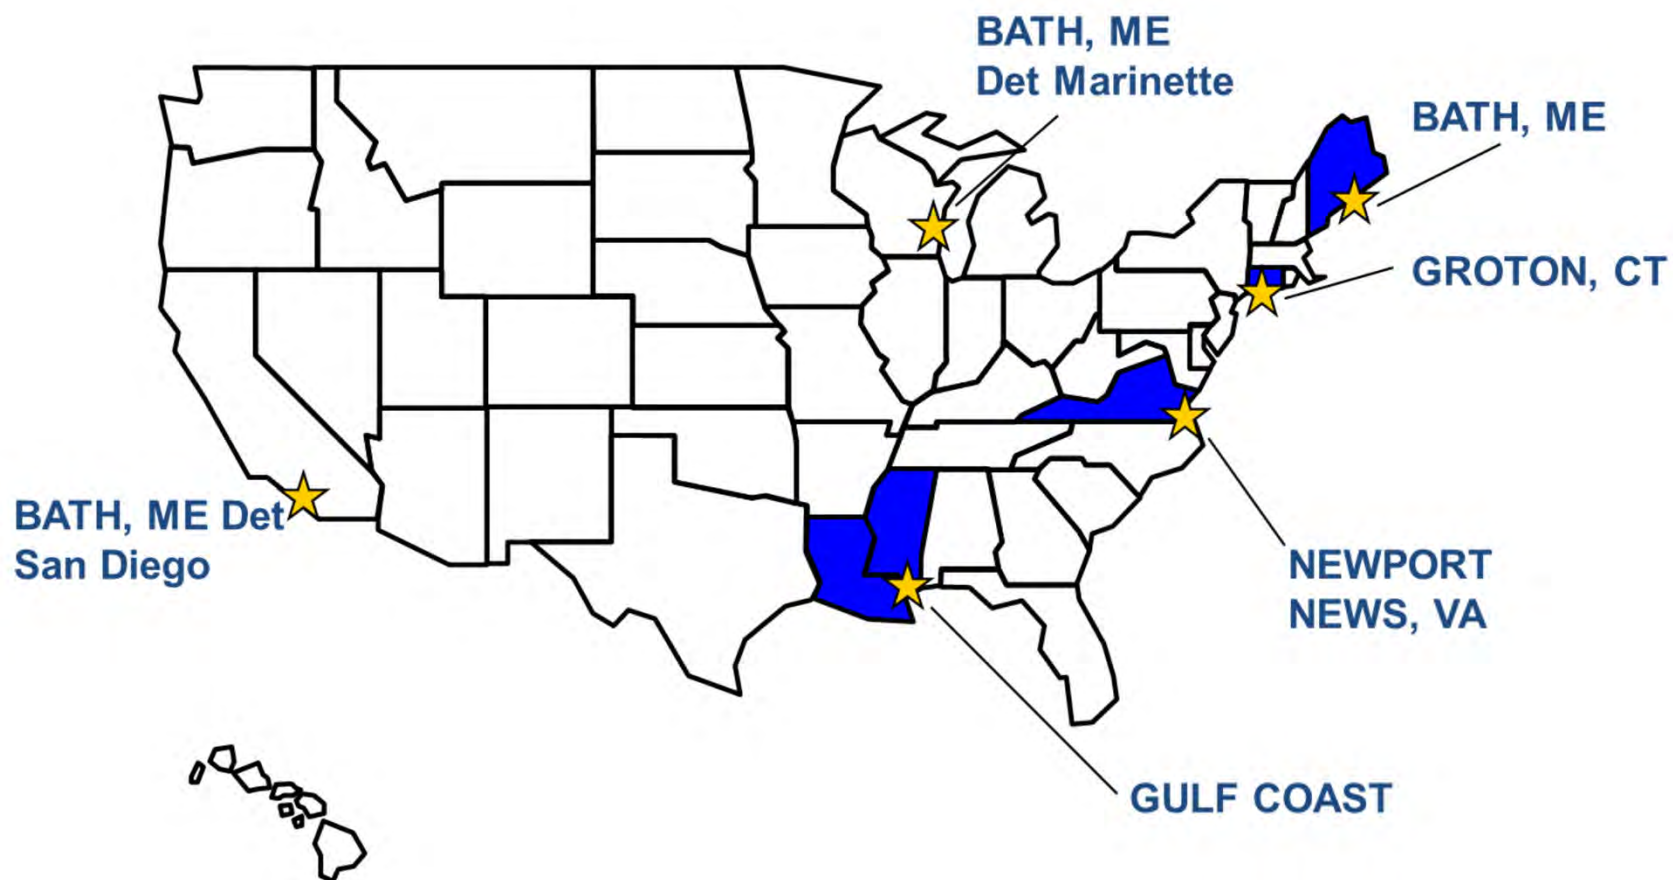 BATH, ME
Det Marinette
BATH, ME
GROTON, CT
BATH, ME Det
San Diego
NEWPORT
NEWS, VA
GULF COAST